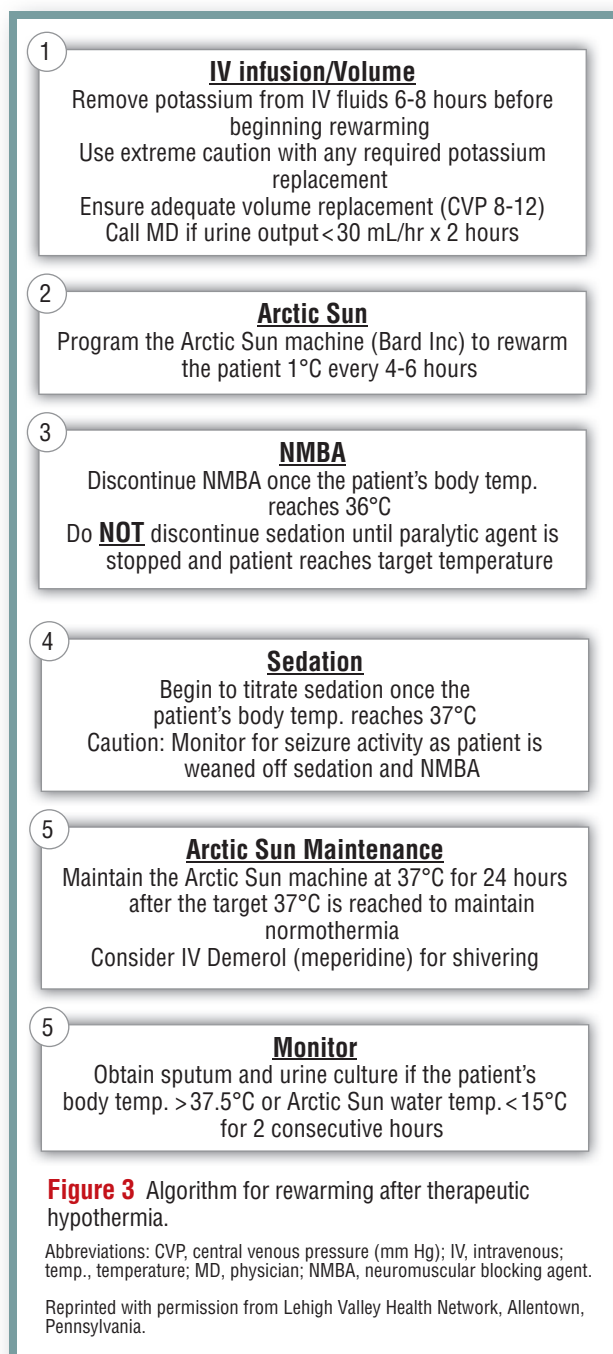 1
IV infusion/Volume
Remove potassium from IV fluids 6-8 hours before
beginning rewarming
Use extreme caution with any required potassium
replacement
Ensure adequate volume replacement (CVP 8-12)
Call MD if urine output<30 mL/hr x 2 hours
2
Arctic Sun
Program the Arctic Sun machine (Bard Inc) to rewarm
the patient 1°C every 4-6 hours
3
NMBA
Discontinue NMBA once the patient’s body temp.
reaches 36°C
Do NOT discontinue sedation until paralytic agent is
stopped and patient reaches target temperature
4
Sedation
Begin to titrate sedation once the
patient’s body temp. reaches 37°C
Caution: Monitor for seizure activity as patient is
weaned off sedation and NMBA
5
Arctic Sun Maintenance
Maintain the Arctic Sun machine at 37°C for 24 hours
after the target 37°C is reached to maintain
normothermia
Consider IV Demerol (meperidine) for shivering
5
Monitor
Obtain sputum and urine culture if the patient’s
body temp. >37.5°C or Arctic Sun water temp.<15°C
for 2 consecutive hours
Figure 3 Algorithm for rewarming after therapeutic
hypothermia.
Abbreviations: CVP, central venous pressure (mm Hg); IV, intravenous;
temp., temperature; MD, physician; NMBA, neuromuscular blocking agent.
Reprinted with permission from Lehigh Valley Health Network, Allentown,
Pennsylvania.